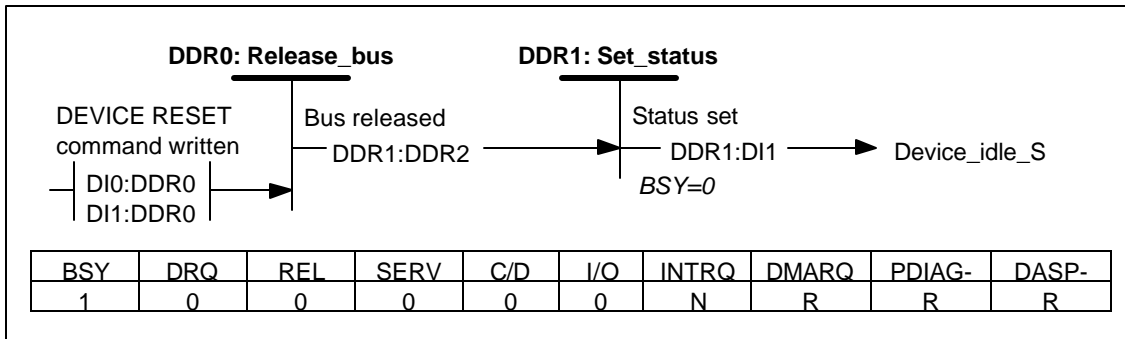 DDR0: Release_bus DDR1: Set_status
DEVICE RESET Bus released Status set
command written DDR1:DDR2 DDR1:DI1 Device_idle_S
DI0:DDR0 BSY=0
DI1:DDR0
BSY DRQ REL SERV C/D I/O INTRQ DMARQ PDIAG- DASP-
1 0 0 0 0 0 N R R R